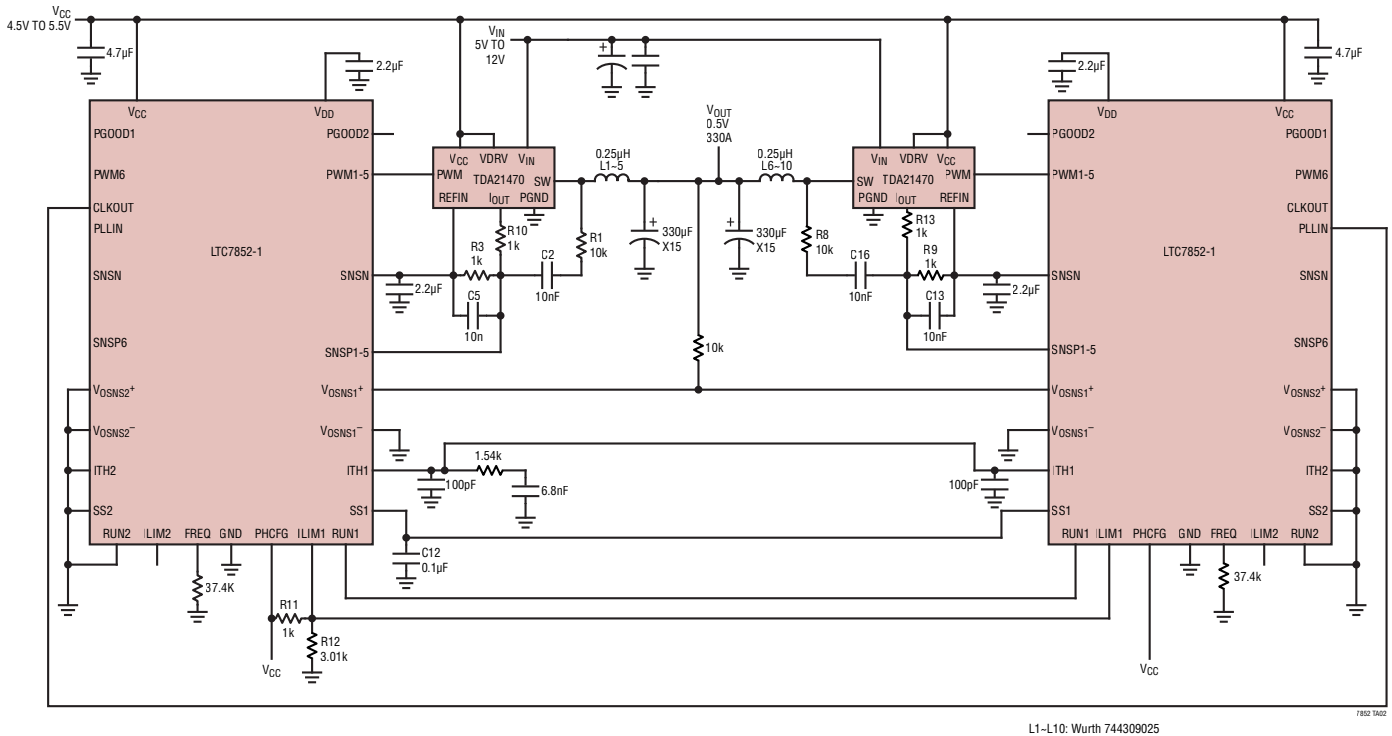 VCC
4.5V TO 5.5V
4.7µF
2.2µF
VIN
5V TO
12V
2.2µF
4.7µF
VCC
VDD
PGOOD1
PGOOD2
PWM6
PWM1-5
CLKOUT
PLLIN
LTC7852-1
SNSN
SNSN
SNSP6
SNSP1-5
VOSNS2+
VOSNS1+
VOSNS2–
VOSNS1–
ITH2
ITH1
SS2
SS1
RUN2
ILIM2
FREQ
GND
PHCFG
ILIM1
RUN1
VCC
VDRV
VIN
PWM
TDA21470
SW
REFIN
IOUT
PGND
0.25µH
L1~5
VOUT
0.5V
330A
0.25µH
L6~10
VIN
VDRV
VCC
SW
TDA21470
PWM
PGND
IOUT
REFIN
R3
1k
R10
1k
C2
10nF
R1
10k
+
330µF
X15
+
330µF
X15
R8
10k
C16
10nF
R13
1k
R9
1k
2.2µF
C5
10n
C13
10nF
2.2µF
10k
+
1.54k
100pF
6.8nF
100pF
C12
0.1µF
37.4K
R11
1k
R12
3.01k
VCC
VDD
VCC
PGOOD2
PGOOD1
PWM1-5
PWM6
CLKOUT
PLLIN
LTC7852-1
SNSN
SNSN
SNSP1-5
SNSP6
VOSNS1+
VOSNS2+
VOSNS1–
VOSNS2–
ITH1
ITH2
SS1
SS2
RUN1
ILIM1
PHCFG
GND
FREQ
ILIM2
RUN2
37.4k
VCC
7852 TA02
L1~L10: Wurth 744309025